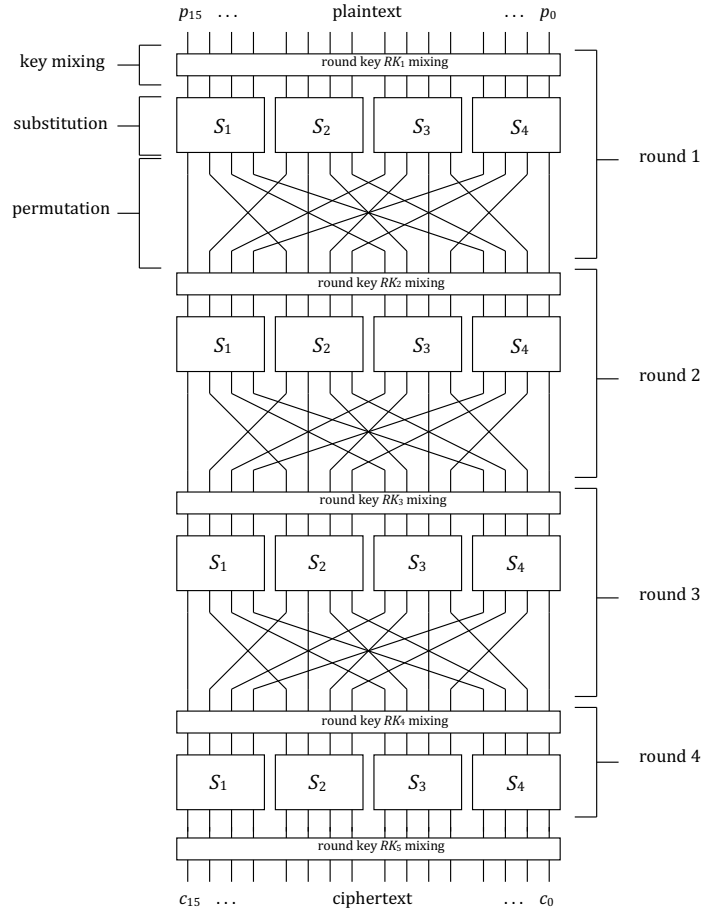 p₁₅ ... plaintext ... p₀
key mixing
round key RK₁ mixing
substitution
S₁ S₂ S₃ S₄
round 1
permutation
round key RK₂ mixing
S₁ S₂ S₃ S₄
round 2
round key RK₃ mixing
S₁ S₂ S₃ S₄
round 3
round key RK₄ mixing
round 4
S₁ S₂ S₃ S₄
round key RK₅ mixing
c₁₅ ... ciphertext ... c₀